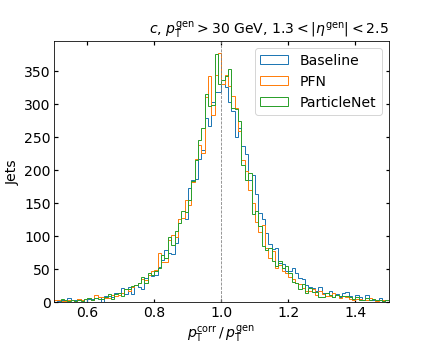 c, p_T^gen > 30 GeV, 1.3 < |η^gen| < 2.5
Baseline
PFN
ParticleNet
Jets
350
300
250
200
150
100
50
0
0.6 0.8 1.0 1.2 1.4
p_T^corr / p_T^gen